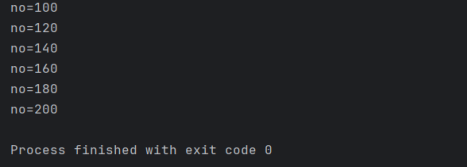 no=100
no=120
no=140
no=160
no=180
no=200
Process finished with exit code 0